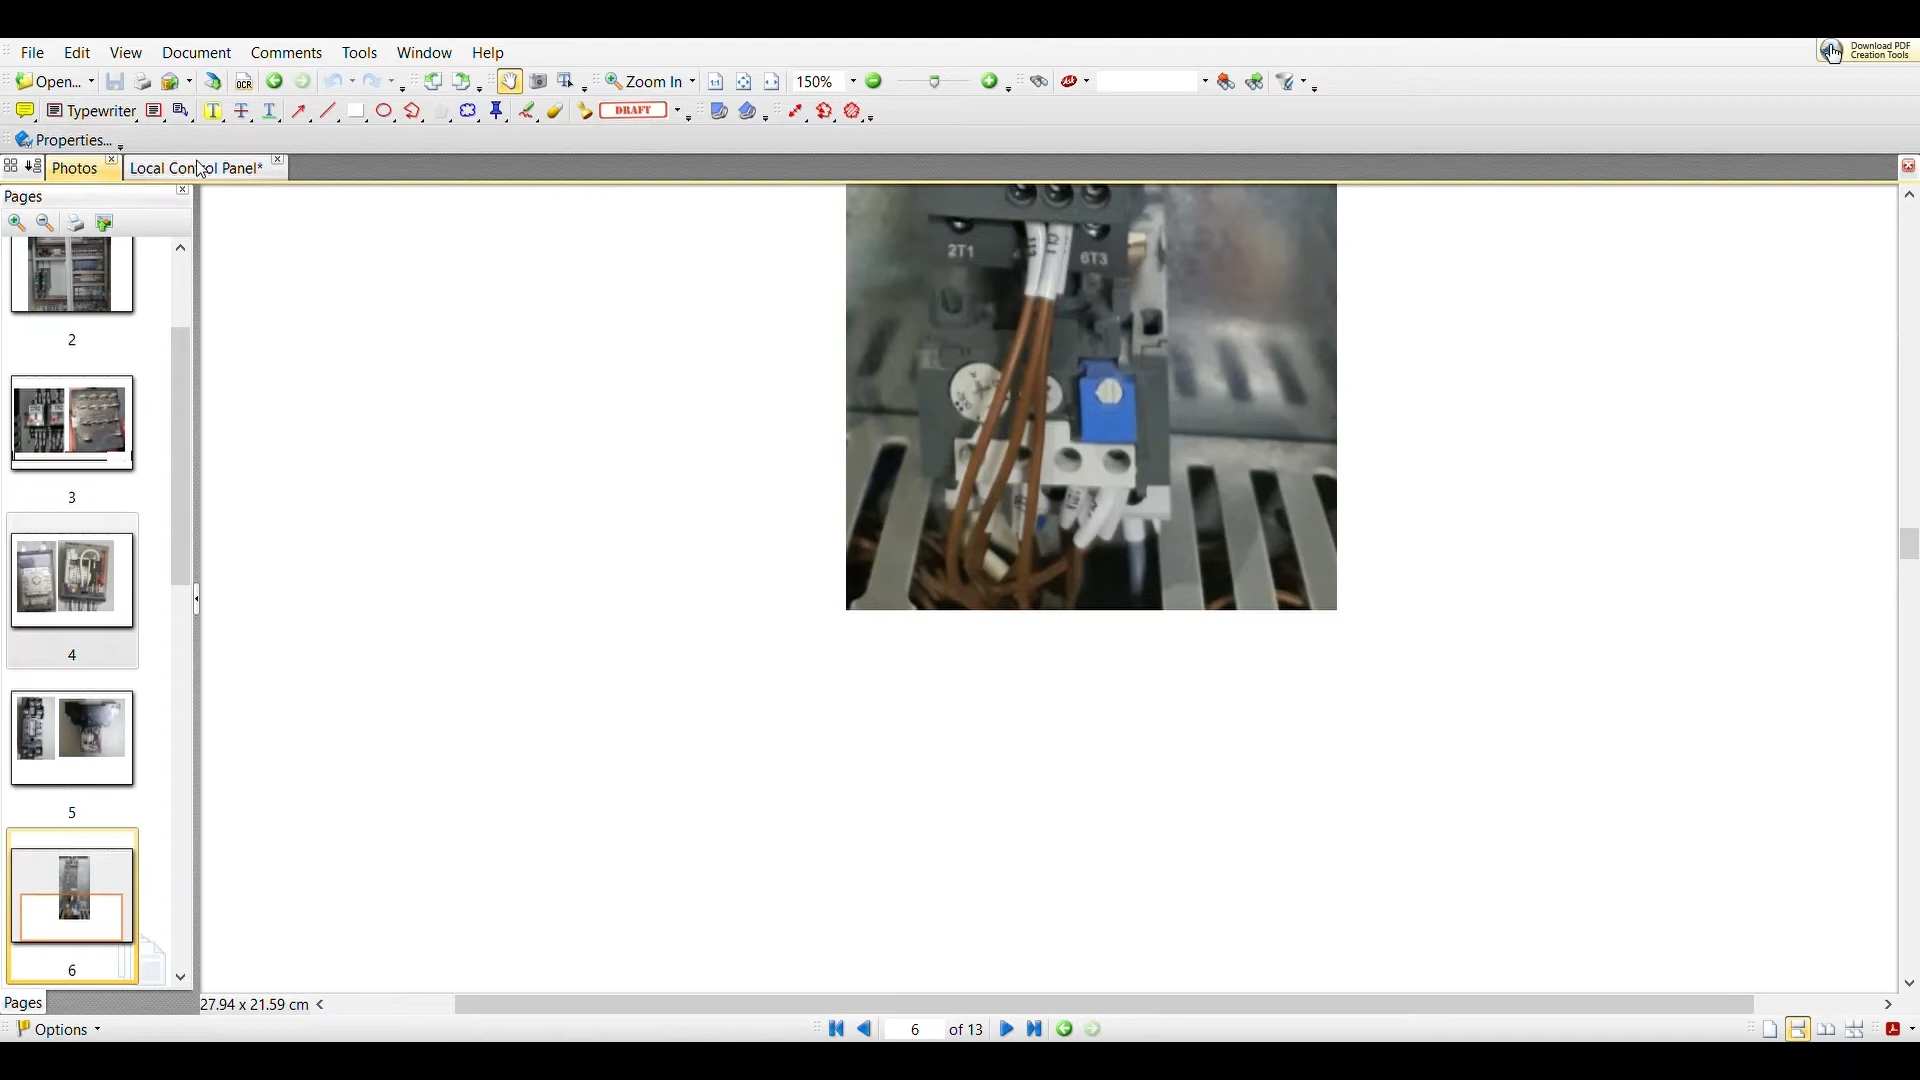 File Edit View Document Comments Tools Window Help
Download PDF
Creation Tools
Open... OCR Zoom In 150%
Typewriter DRAFT
Properties...
Photos Local Control Panel*
Pages
2
3
4
5
6
2T1 6T3
Pages 27.94 x 21.59 cm
Options 6 of 13